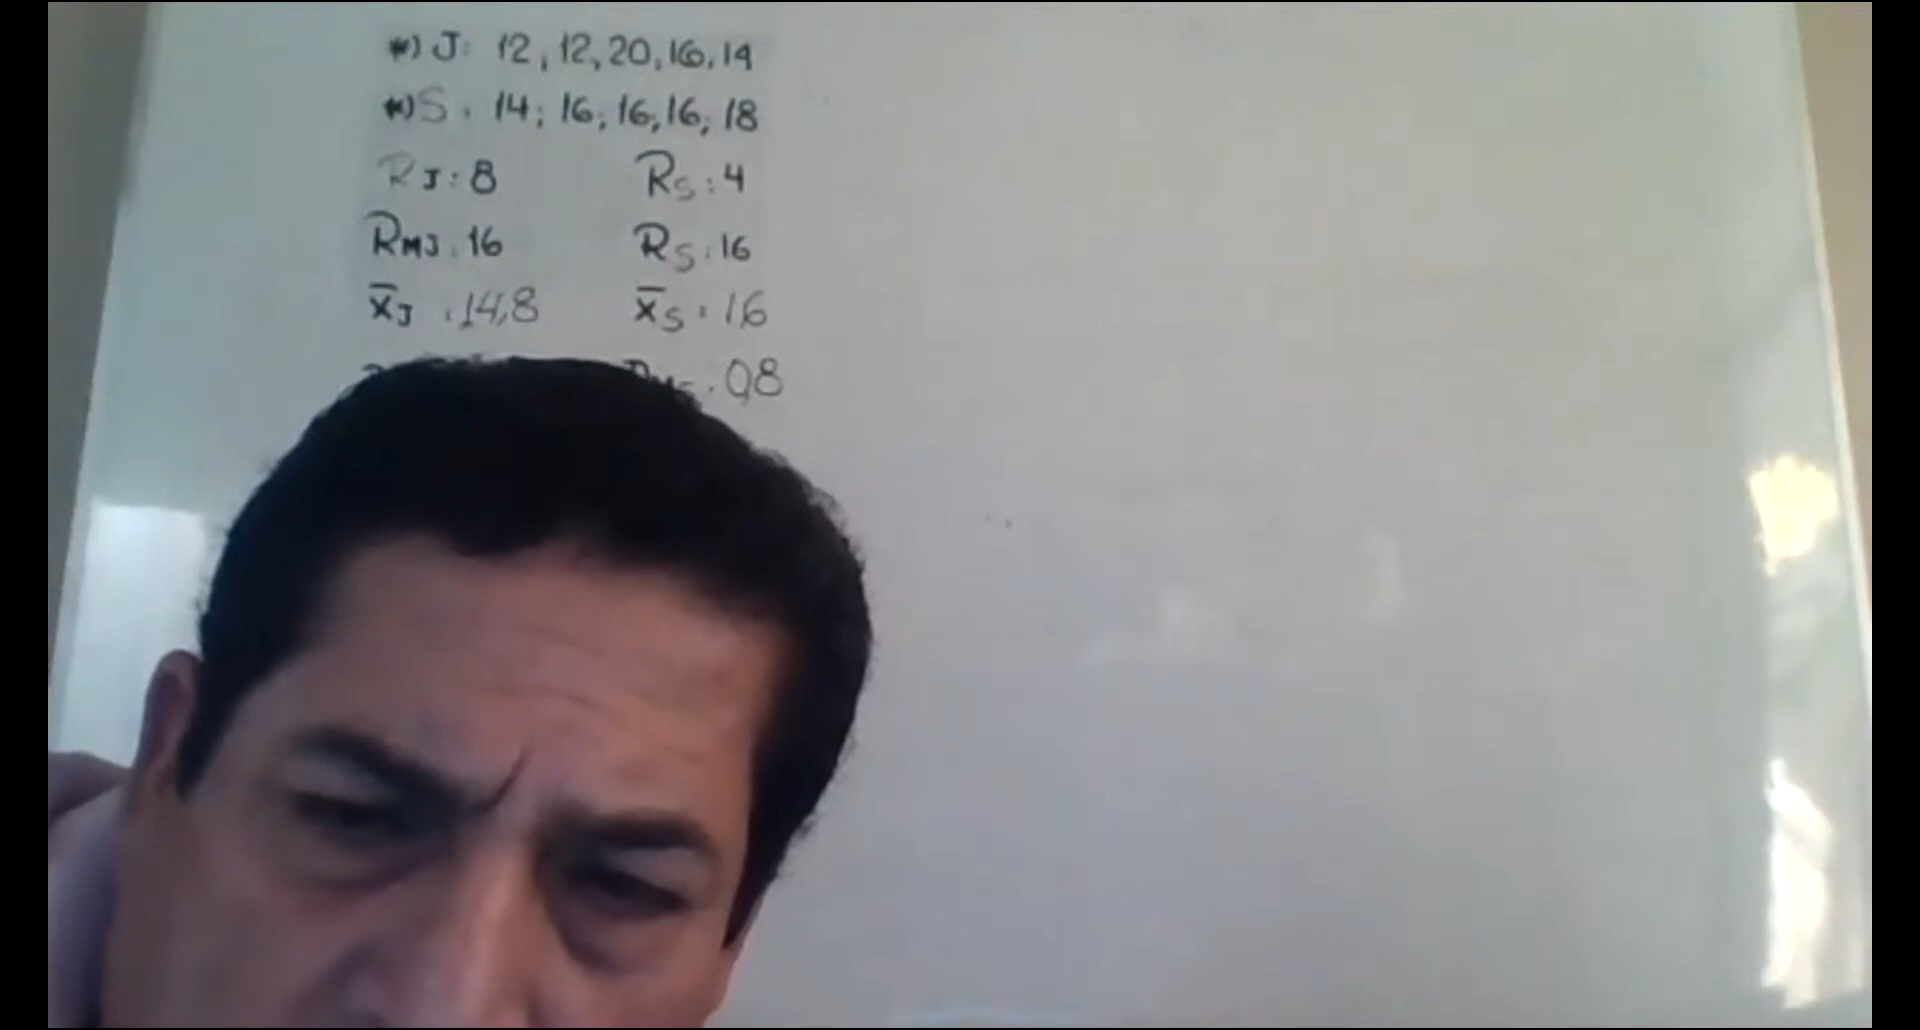 *) J: 12, 12, 20, 16, 14
*) S: 14; 16; 16; 16; 18
RJ: 8 RS: 4
RMJ: 16 RS: 16
x̄J: 14,8 x̄S: 16
0,8